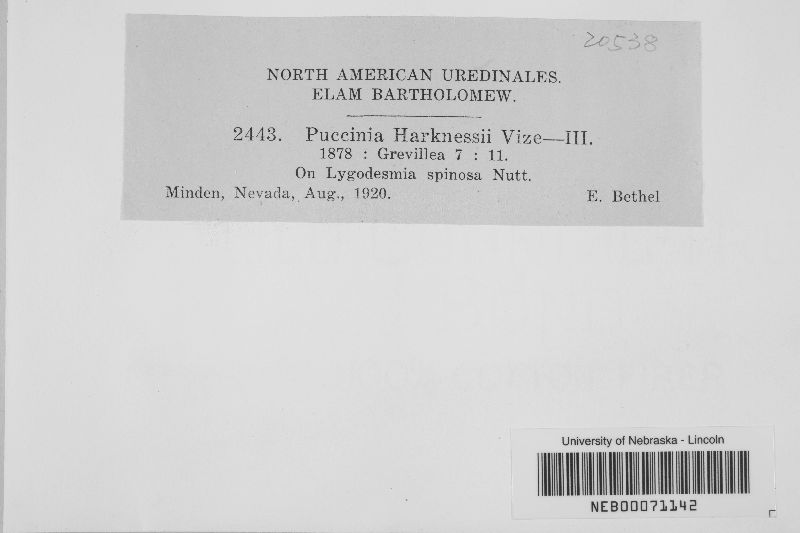 20538
NORTH AMERICAN UREDINALES.
ELAM BARTHOLOMEW.
2443. Puccinia Harknessii Vize—III.
1878 : Grevillea 7 : 11.
On Lygodesmia spinosa Nutt.
Minden, Nevada, Aug., 1920. E. Bethel
University of Nebraska - Lincoln
NEB00071142